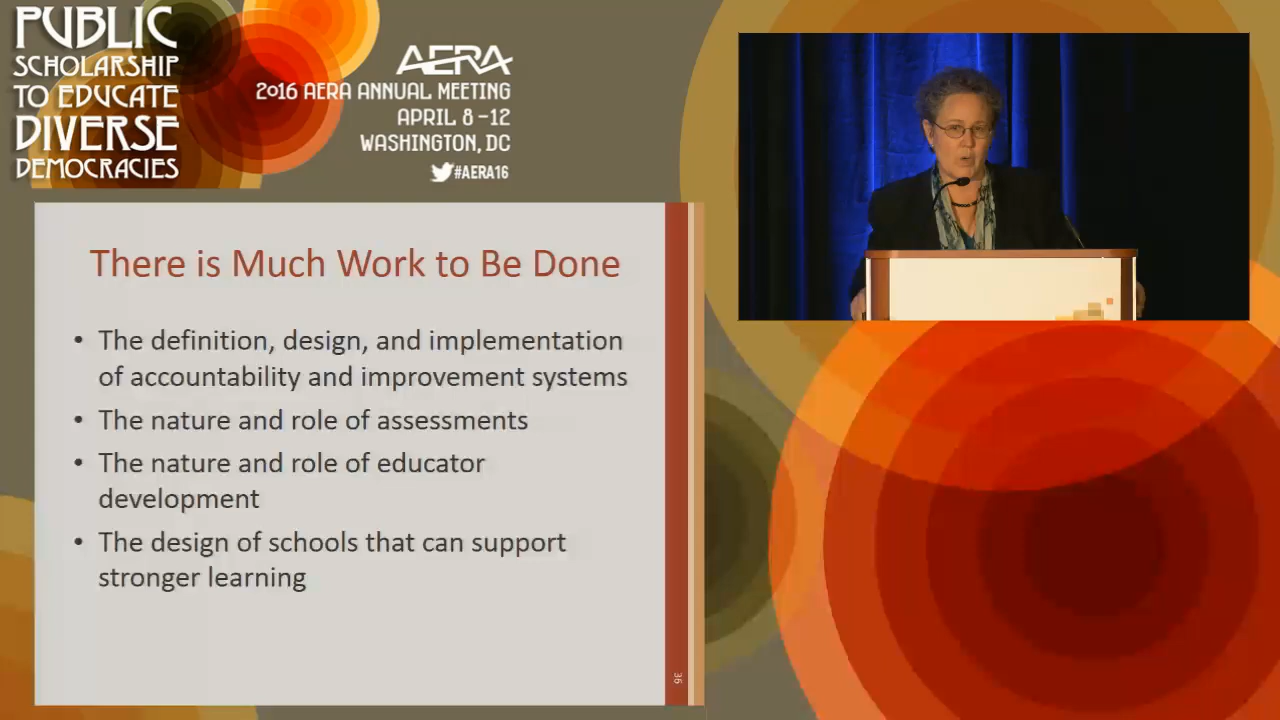 PUBLIC
SCHOLARSHIP
TO EDUCATE
DIVERSE
DEMOCRACIES
AERA
2016 AERA ANNUAL MEETING
APRIL 8–12
WASHINGTON, DC
#AERA16
There is Much Work to Be Done
• The definition, design, and implementation
of accountability and improvement systems
• The nature and role of assessments
• The nature and role of educator
development
• The design of schools that can support
stronger learning
36